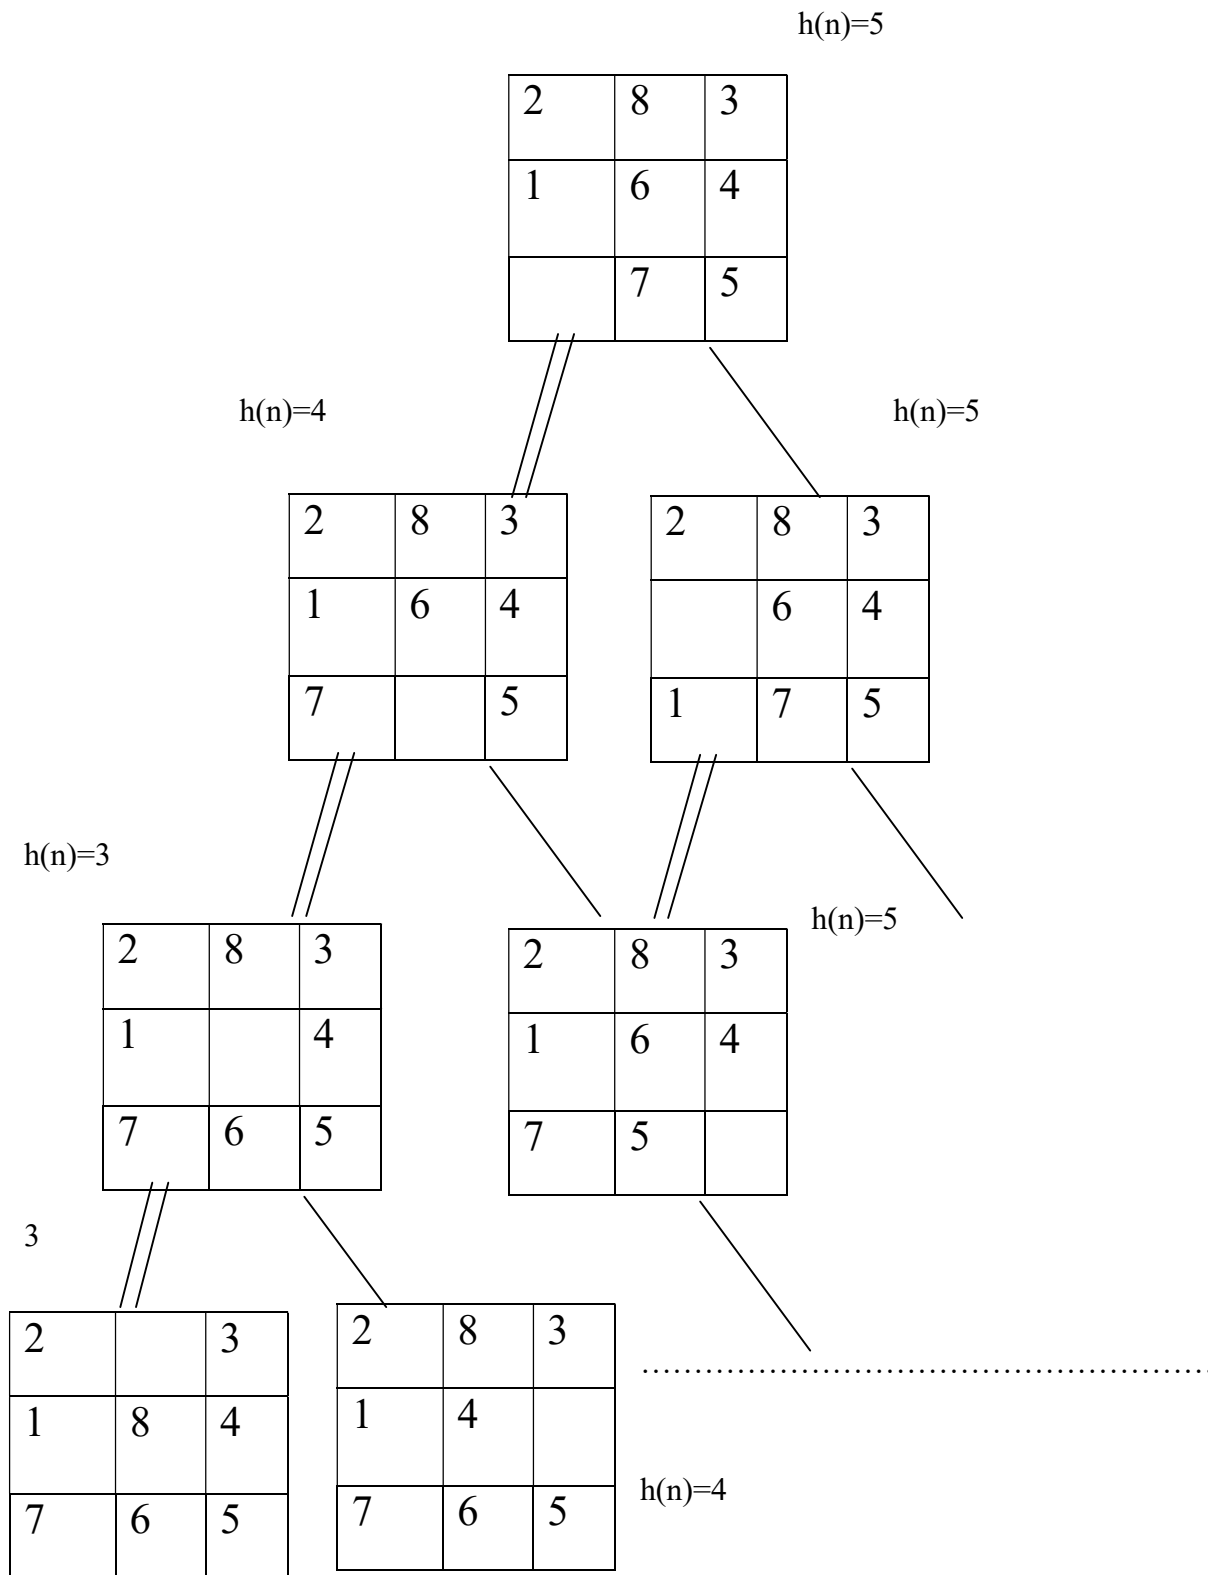 h(n)=5
2 8 3
1 6 4
7 5
h(n)=4 h(n)=5
2 8 3
1 6 4
7 5
2 8 3
6 4
1 7 5
h(n)=3
h(n)=5
2 8 3
1 4
7 6 5
2 8 3
1 6 4
7 5
3
2 3
1 8 4
7 6 5
2 8 3
1 4
7 6 5
......................................................
h(n)=4